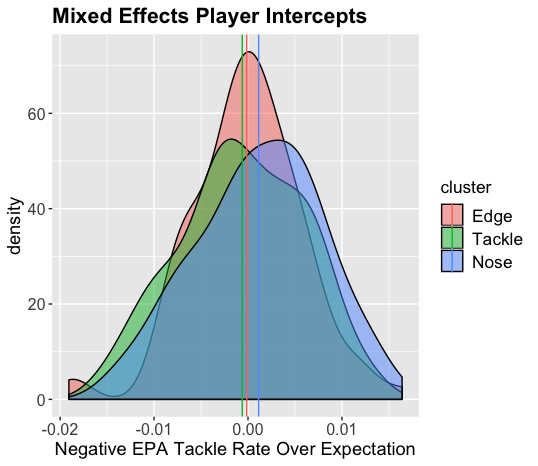 Mixed Effects Player Intercepts
density
60
40
20
0
-0.02
-0.01
0.00
0.01
Negative EPA Tackle Rate Over Expectation
cluster
Edge
Tackle
Nose